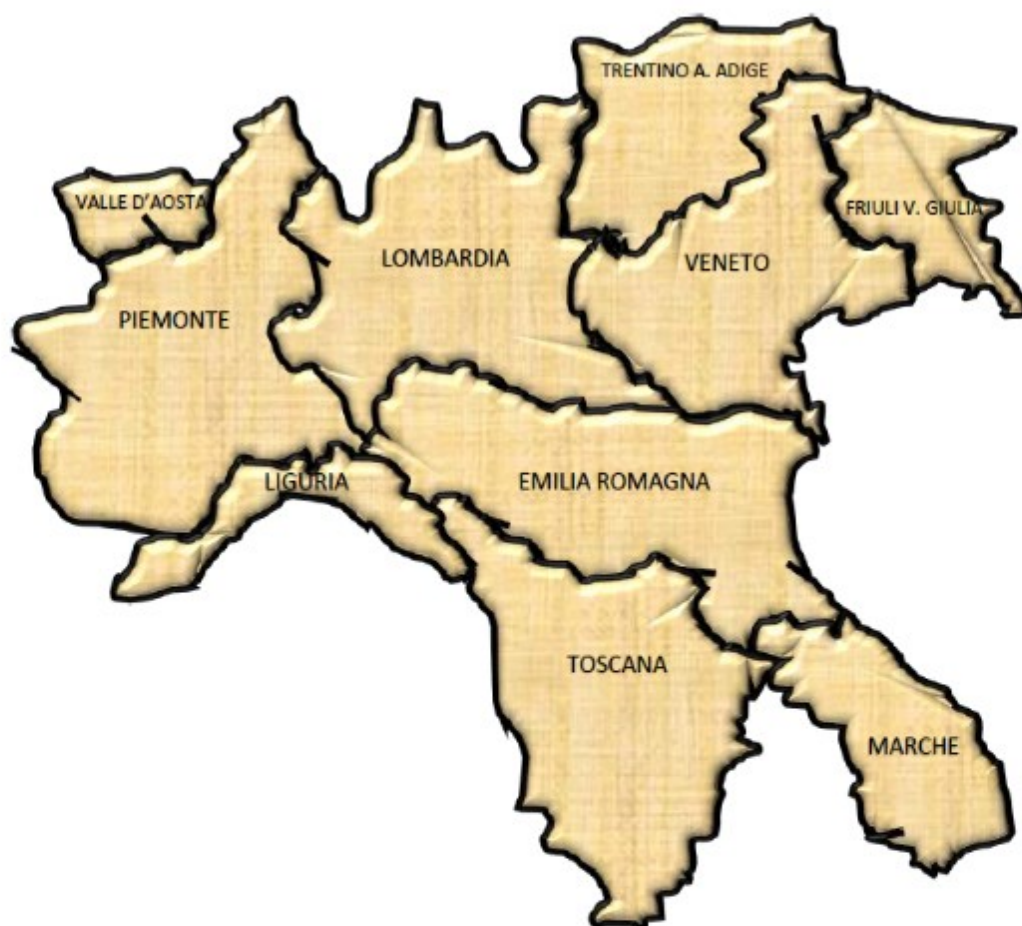 TRENTINO A. ADIGE
VALLE D'AOSTA
FRIULI V. GIULIA
LOMBARDIA
VENETO
PIEMONTE
LIGURIA
EMILIA ROMAGNA
TOSCANA
MARCHE